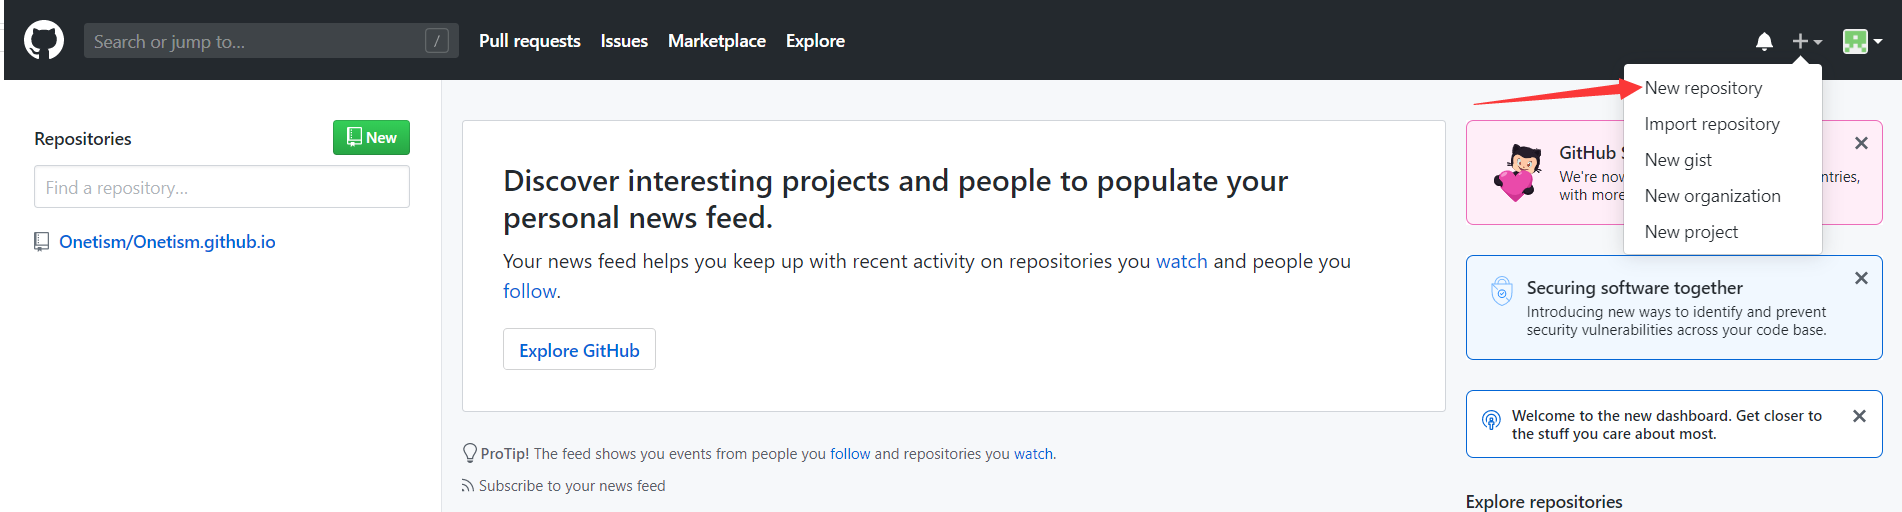 Search or jump to...
/
Pull requests
Issues
Marketplace
Explore
New repository
Import repository
New gist
New organization
New project
Repositories
New
Find a repository...
Onetism/Onetism.github.io
Discover interesting projects and people to populate your
personal news feed.
Your news feed helps you keep up with recent activity on repositories you watch and people you
follow.
Explore GitHub
ProTip! The feed shows you events from people you follow and repositories you watch.
Subscribe to your news feed
GitHub S
We're now ntries,
with more
Securing software together
Introducing new ways to identify and prevent
security vulnerabilities across your code base.
Welcome to the new dashboard. Get closer to
the stuff you care about most.
Explore repositories